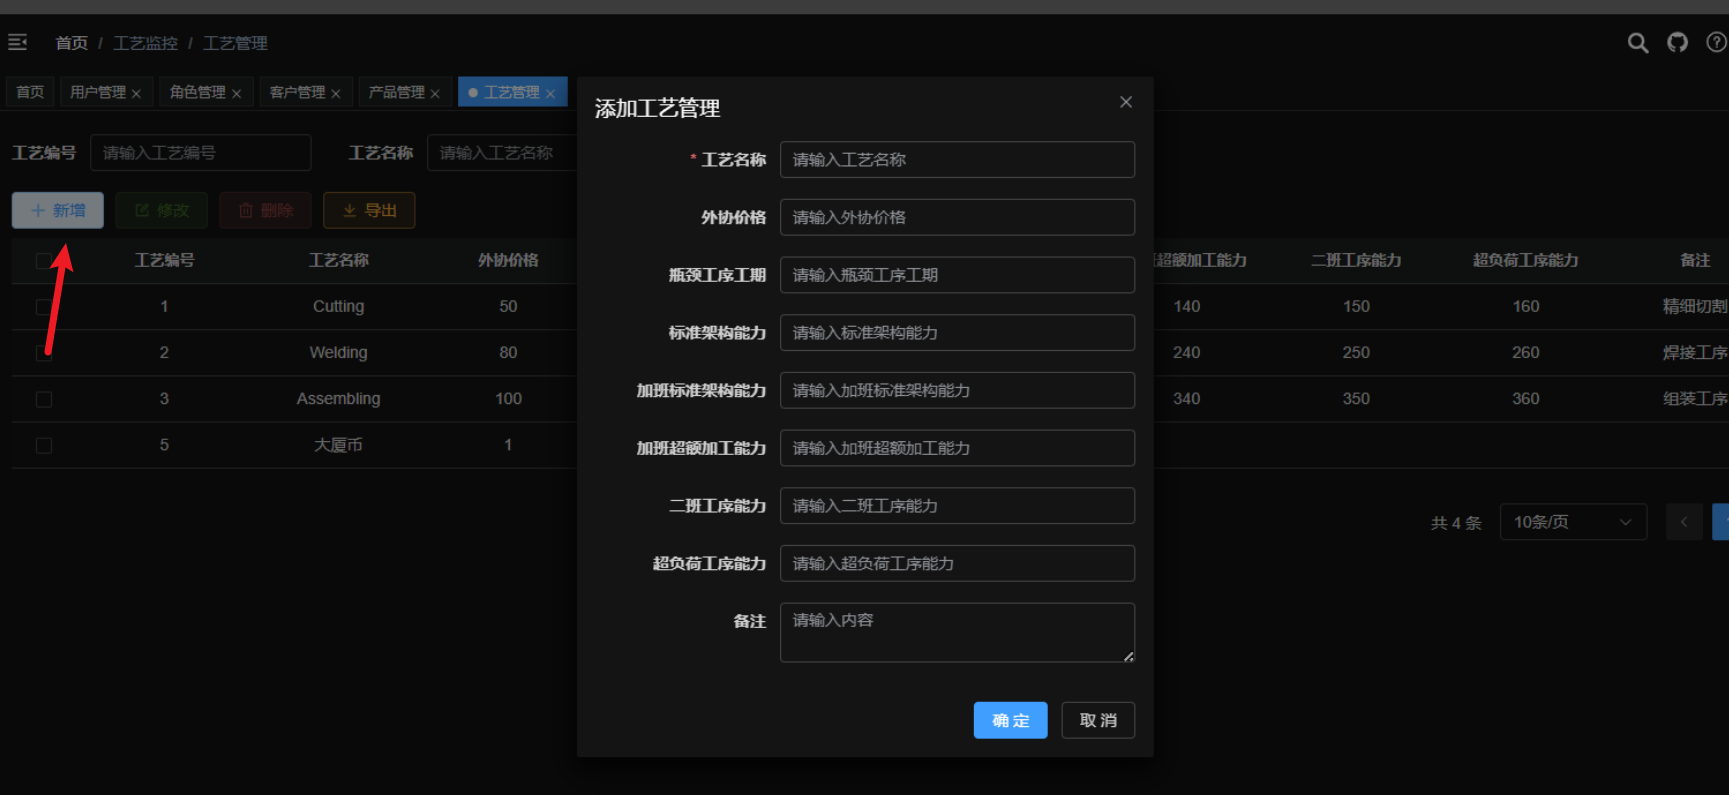 首页 / 工艺监控 / 工艺管理
首页 用户管理 × 角色管理 × 客户管理 × 产品管理 × 工艺管理 ×
工艺编号 请输入工艺编号 工艺名称 请输入工艺名称
+ 新增 修改 删除 导出
工艺编号 工艺名称 外协价格 超额加工能力 二班工序能力 超负荷工序能力 备注
1 Cutting 50 140 150 160 精细切割
2 Welding 80 240 250 260 焊接工序
3 Assembling 100 340 350 360 组装工序
5 大厦币 1
共 4 条 10条/页
添加工艺管理
* 工艺名称 请输入工艺名称
外协价格 请输入外协价格
瓶颈工序工期 请输入瓶颈工序工期
标准架构能力 请输入标准架构能力
加班标准架构能力 请输入加班标准架构能力
加班超额加工能力 请输入加班超额加工能力
二班工序能力 请输入二班工序能力
超负荷工序能力 请输入超负荷工序能力
备注 请输入内容
确 定 取 消